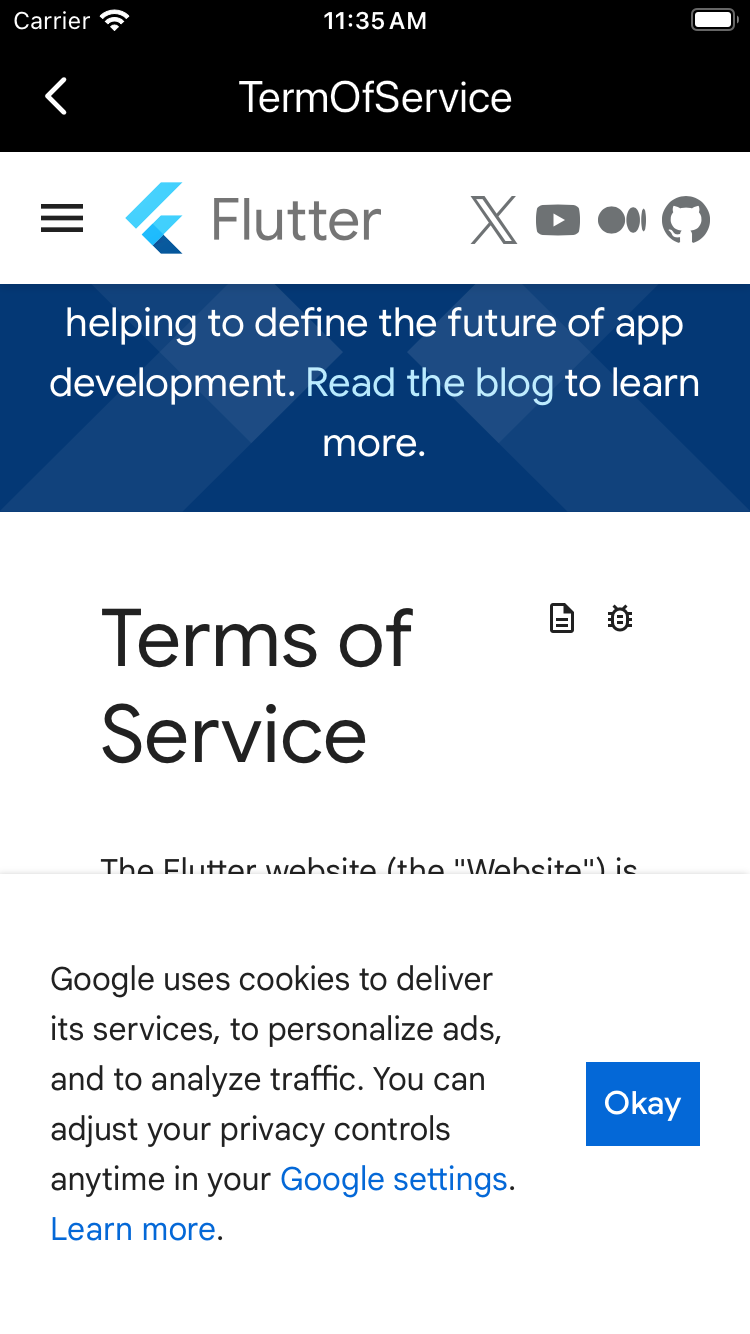 Carrier
11:35 AM
TermOfService
Flutter
helping to define the future of app
development. Read the blog to learn
more.
Terms of
Service
The Flutter website (the "Website") is
Google uses cookies to deliver
its services, to personalize ads,
and to analyze traffic. You can
adjust your privacy controls
anytime in your Google settings.
Learn more.
Okay